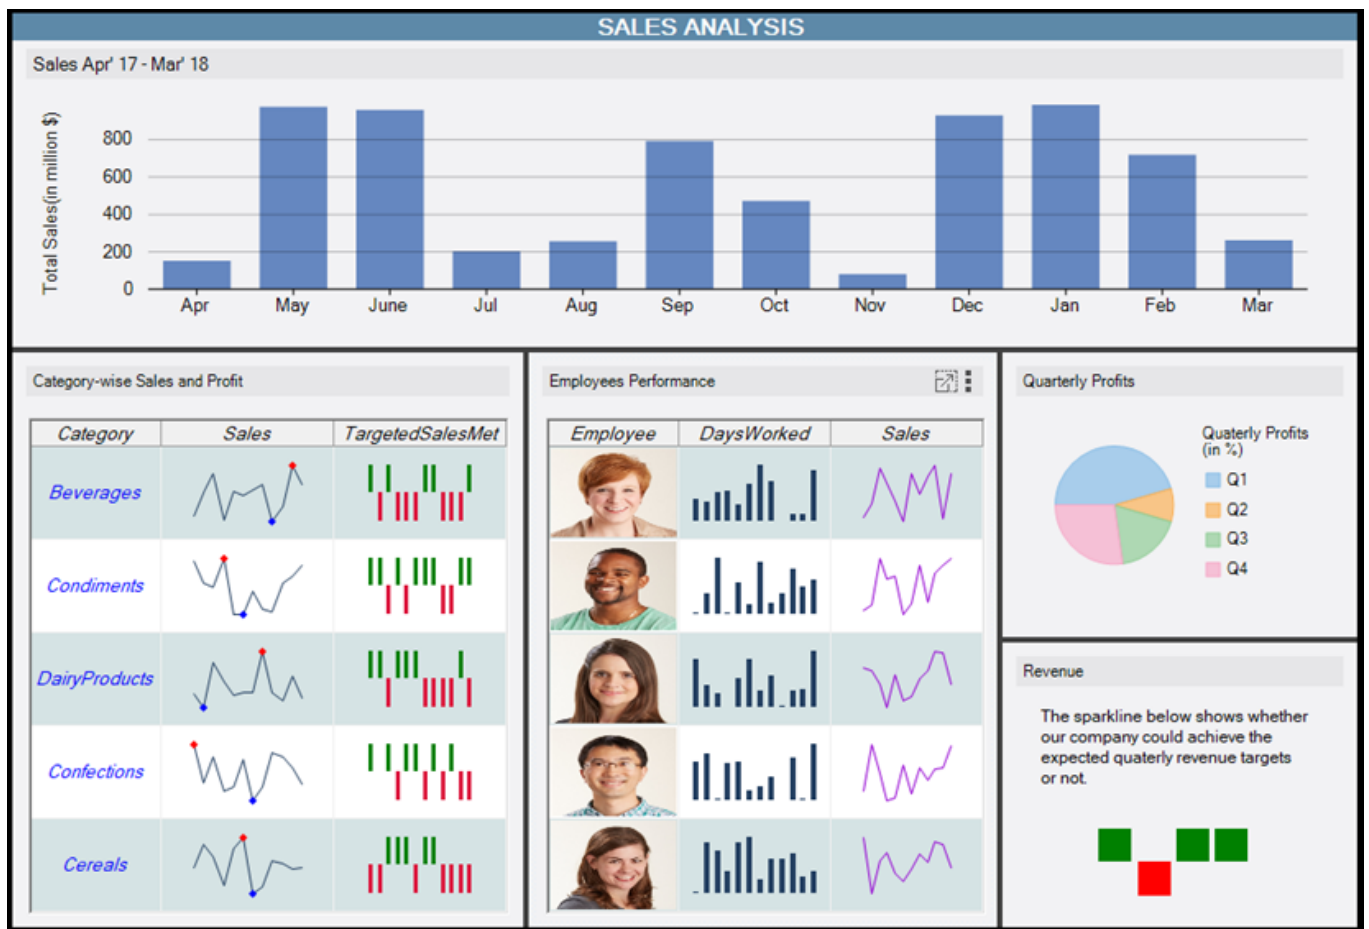 SALES ANALYSIS
Sales Apr' 17 - Mar' 18
Total Sales(in million $)
800
600
400
200
0
Apr May June Jul Aug Sep Oct Nov Dec Jan Feb Mar
Category-wise Sales and Profit
Category Sales TargetedSalesMet
Beverages
Condiments
DairyProducts
Confections
Cereals
Employees Performance
Employee DaysWorked Sales
Quarterly Profits
Quaterly Profits
(in %)
Q1
Q2
Q3
Q4
Revenue
The sparkline below shows whether
our company could achieve the
expected quaterly revenue targets
or not.